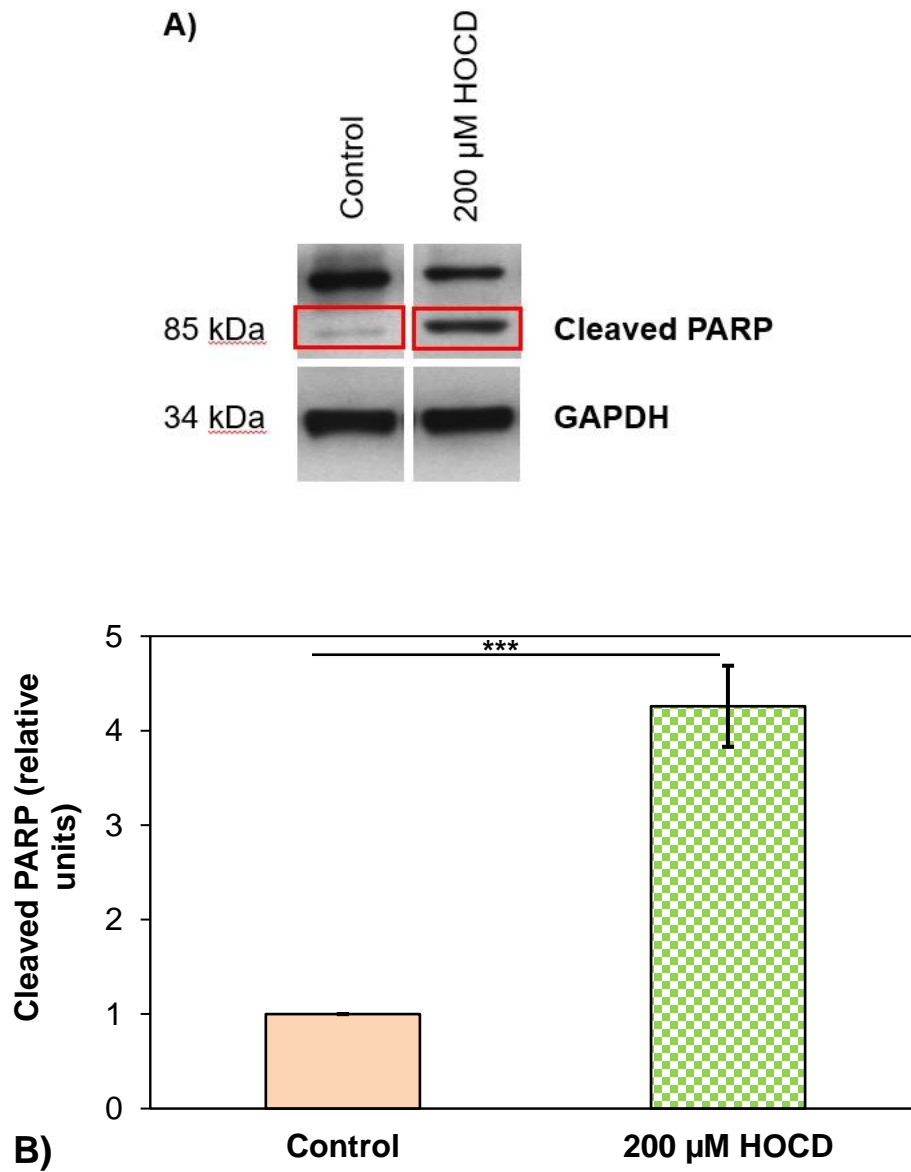 A)
Control
200 µM HOCD
85 kDa
Cleaved PARP
34 kDa
GAPDH
Cleaved PARP (relative
units)
5
4
3
2
1
0
***
Control
200 µM HOCD
B)